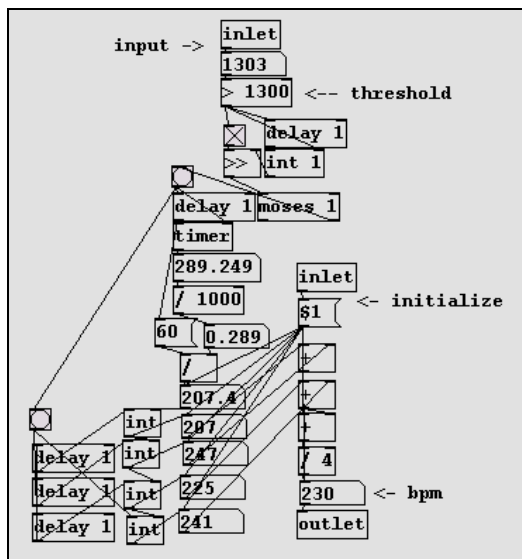 inlet
input ->
1303
> 1300 <-- threshold
delay 1
>> int 1
delay 1 moses 1
timer
289.249
inlet
/ 1000
$1 <- initialize
60 0.289
+
/
207.4 +
int 207
+
delay 1 int 247
/ 4
delay 1 int 225 230 <- bpm
delay 1 int 241 outlet